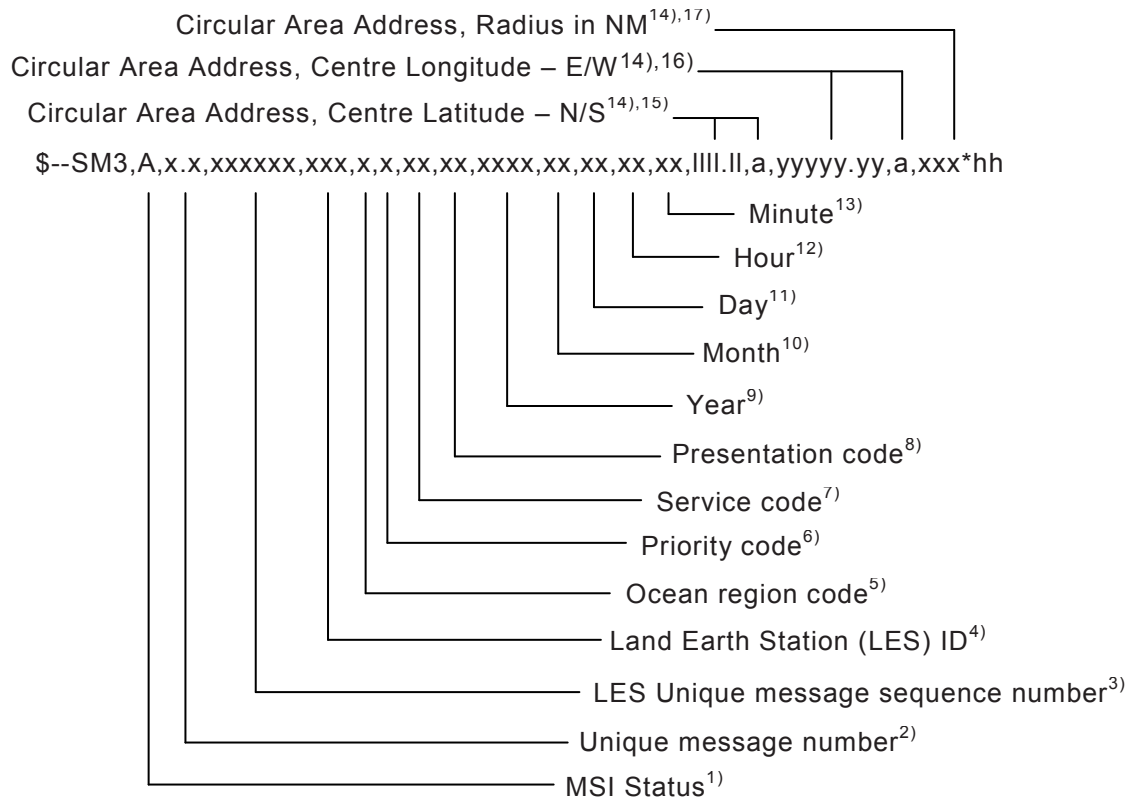 Circular Area Address, Radius in NM14),17)
Circular Area Address, Centre Longitude – E/W14),16)
Circular Area Address, Centre Latitude – N/S14),15)
$--SM3,A,x.x,xxxxxx,xxx,x,x,xx,xx,xxxx,xx,xx,xx,xx,llll.ll,a,yyyyy.yy,a,xxx*hh
Minute13)
Hour12)
Day11)
Month10)
Year9)
Presentation code8)
Service code7)
Priority code6)
Ocean region code5)
Land Earth Station (LES) ID4)
LES Unique message sequence number3)
Unique message number2)
MSI Status1)